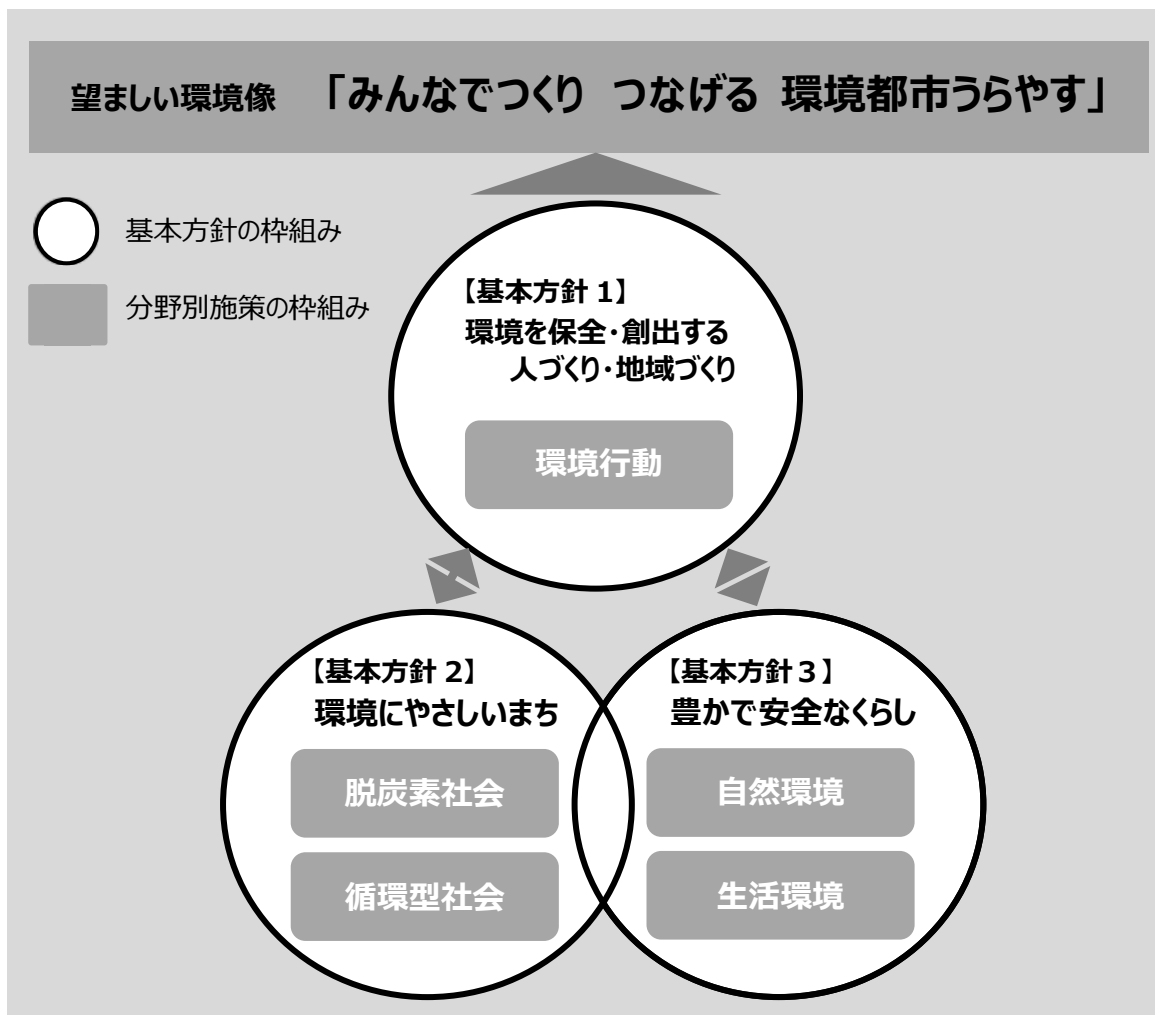 望ましい環境像 「みんなでつくり つなげる 環境都市うらやす」
基本方針の枠組み
分野別施策の枠組み
【基本方針 1】
環境を保全・創出する
人づくり・地域づくり
環境行動
【基本方針 2】
環境にやさしいまち
脱炭素社会
循環型社会
【基本方針３】
豊かで安全なくらし
自然環境
生活環境